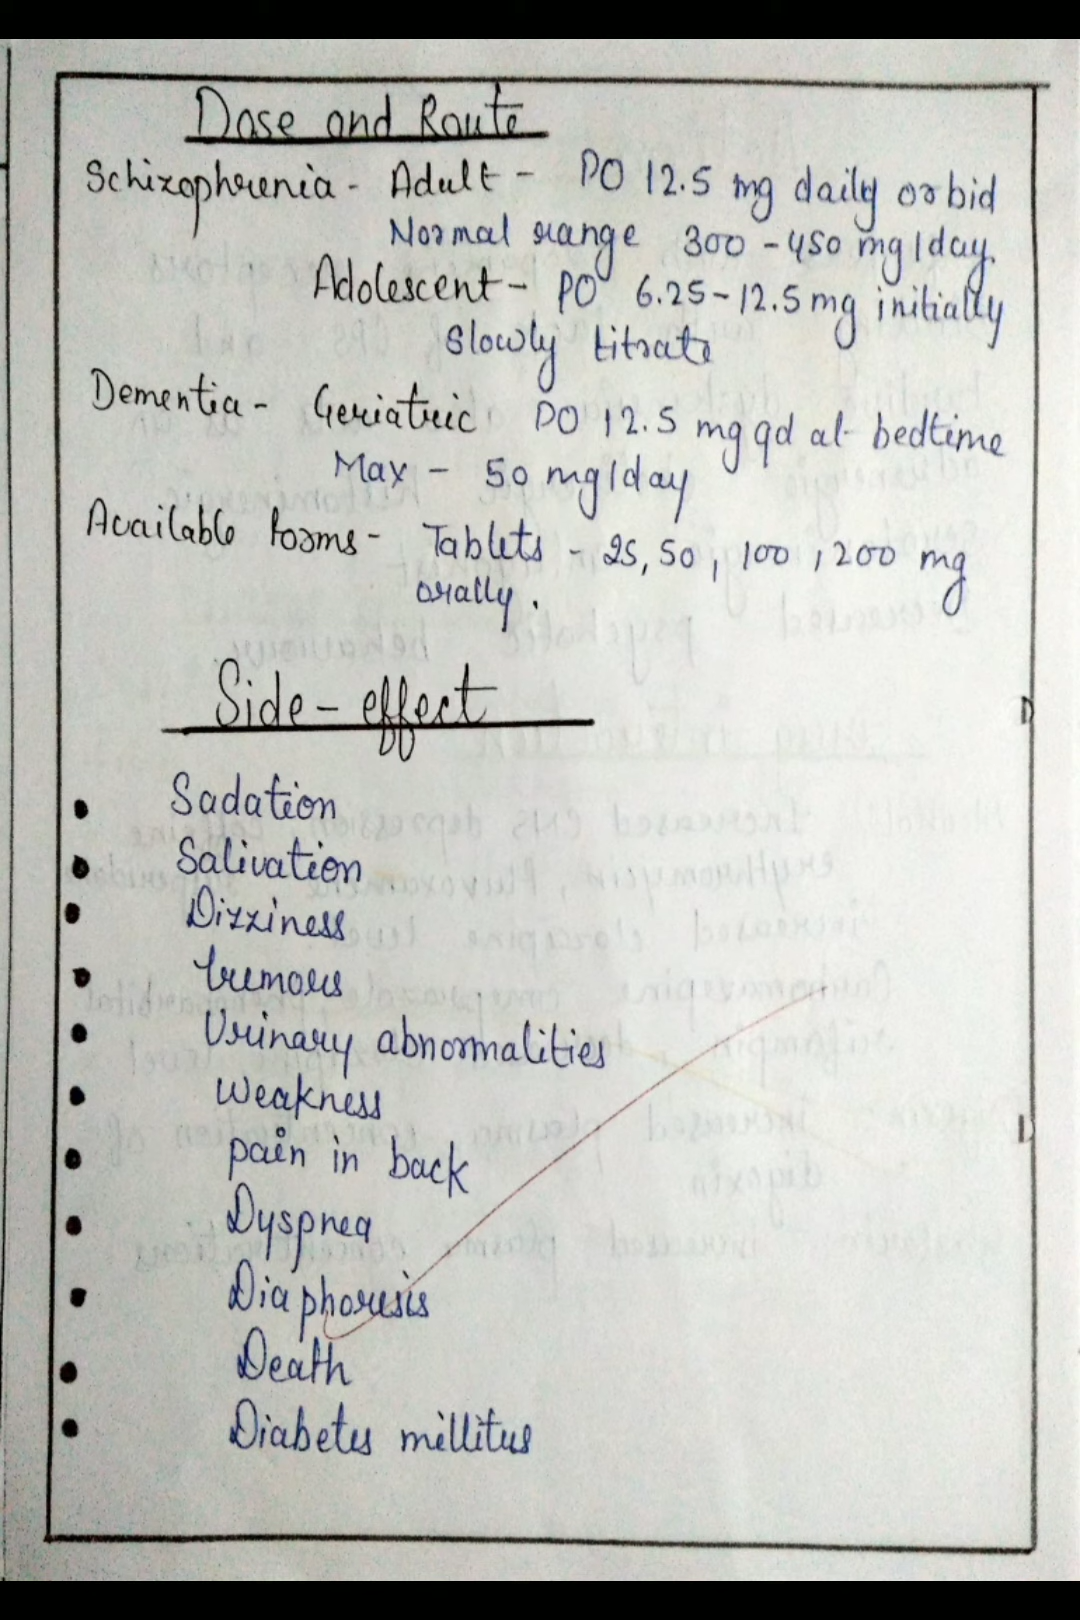 Dose and Route
Schizophrenia - Adult - PO 12.5 mg daily or bid
Normal range 300 - 450 mg/day.
Adolescent - PO 6.25-12.5 mg initially
Slowly titrate
Dementia - Geriatric PO 12.5 mg qd at bedtime
Max - 50 mg/day
Available forms - Tablets - 25, 50, 100, 200 mg
orally.
Side-effect
• Sadation
• Salivation
• Dizziness
• tremors
• Urinary abnormalities
• Weakness
• pain in back
• Dyspnea
• Diaphoresis
• Death
• Diabetes millitus